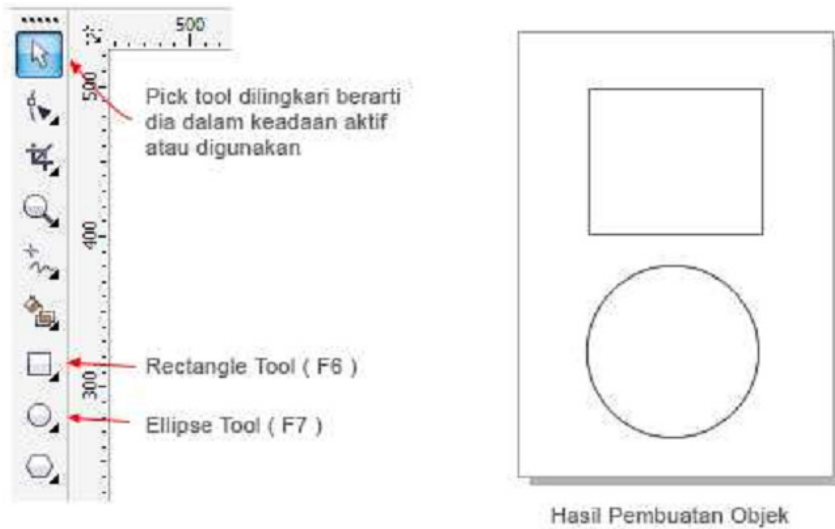 500
500
Pick tool dilingkari berarti
dia dalam keadaan aktif
atau digunakan
400
Rectangle Tool ( F6 )
300
Ellipse Tool ( F7 )
Hasil Pembuatan Objek